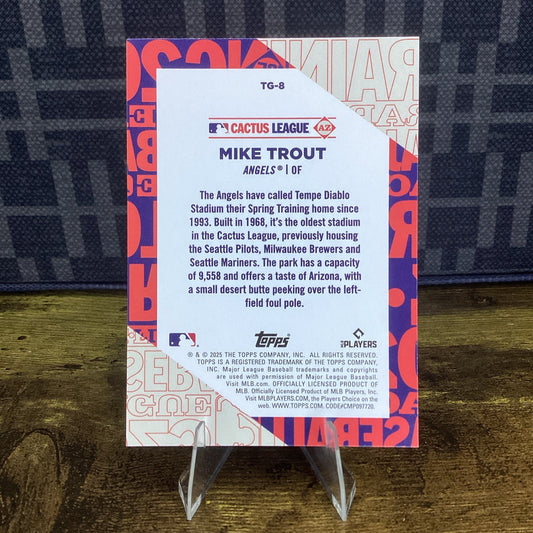 TG-8
CACTUS LEAGUE AZ
MIKE TROUT
ANGELS® | OF
The Angels have called Tempe Diablo
Stadium their Spring Training home since
1993. Built in 1968, it's the oldest stadium
in the Cactus League, previously housing
the Seattle Pilots, Milwaukee Brewers and
Seattle Mariners. The park has a capacity
of 9,558 and offers a taste of Arizona, with
a small desert butte peeking over the left-
field foul pole.
Topps
PLAYERS
® & © 2025 THE TOPPS COMPANY, INC. ALL RIGHTS RESERVED.
TOPPS IS A REGISTERED TRADEMARK OF THE TOPPS COMPANY,
INC. Major League Baseball trademarks and copyrights
are used with permission of Major League Baseball.
Visit MLB.com. OFFICIALLY LICENSED PRODUCT OF
MLB. Officially Licensed Product of MLB Players, Inc.
Visit MLBPLAYERS.COM, the Players Choice on the
web. WWW.TOPPS.COM. CODE#CMP097720.